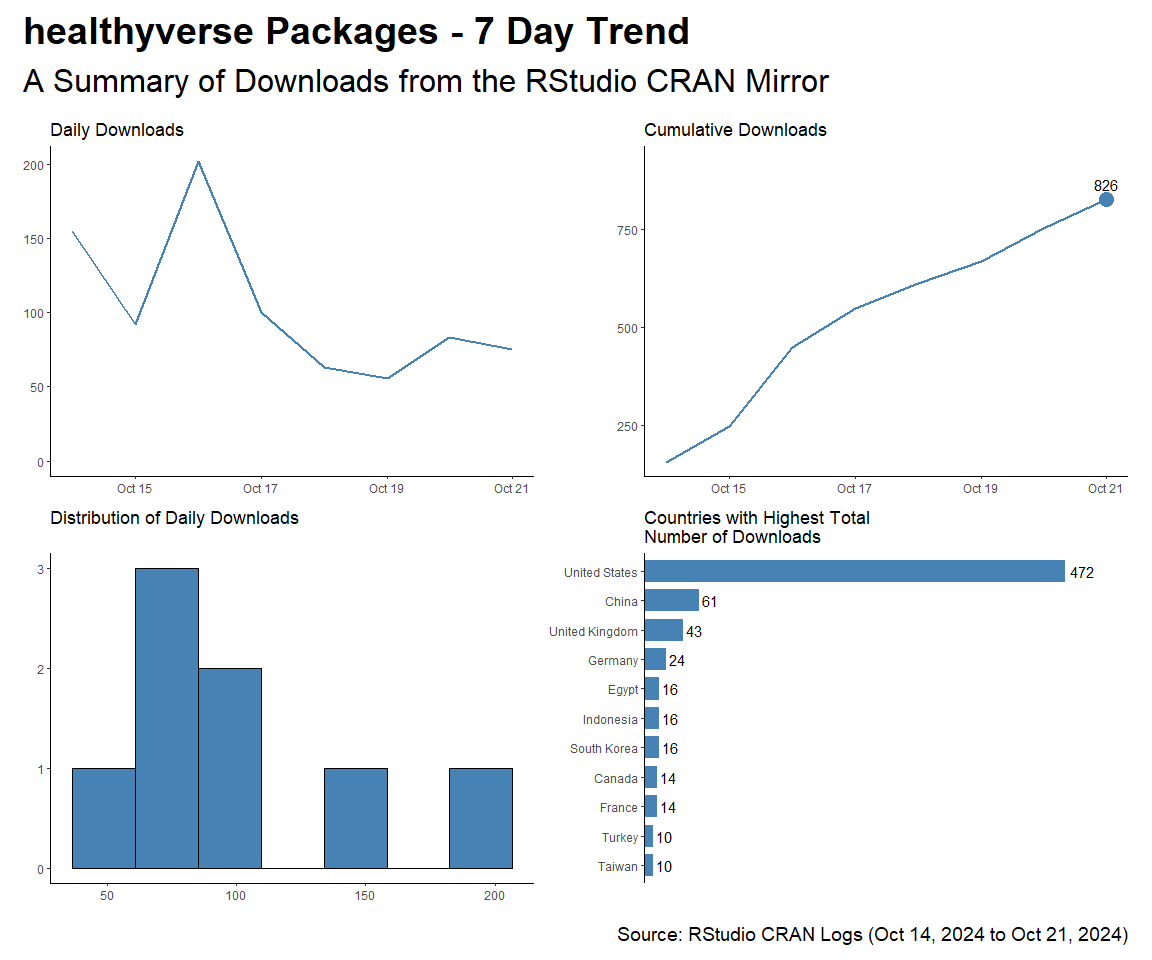 healthyverse Packages - 7 Day Trend
A Summary of Downloads from the RStudio CRAN Mirror
Daily Downloads
200
150
100
50
0
Oct 15
Oct 17
Oct 19
Oct 21
Cumulative Downloads
826
750
500
250
Oct 15
Oct 17
Oct 19
Oct 21
Distribution of Daily Downloads
3
2
1
0
50
100
150
200
Countries with Highest Total
Number of Downloads
United States 472
China 61
United Kingdom 43
Germany 24
Egypt 16
Indonesia 16
South Korea 16
Canada 14
France 14
Turkey 10
Taiwan 10
Source: RStudio CRAN Logs (Oct 14, 2024 to Oct 21, 2024)